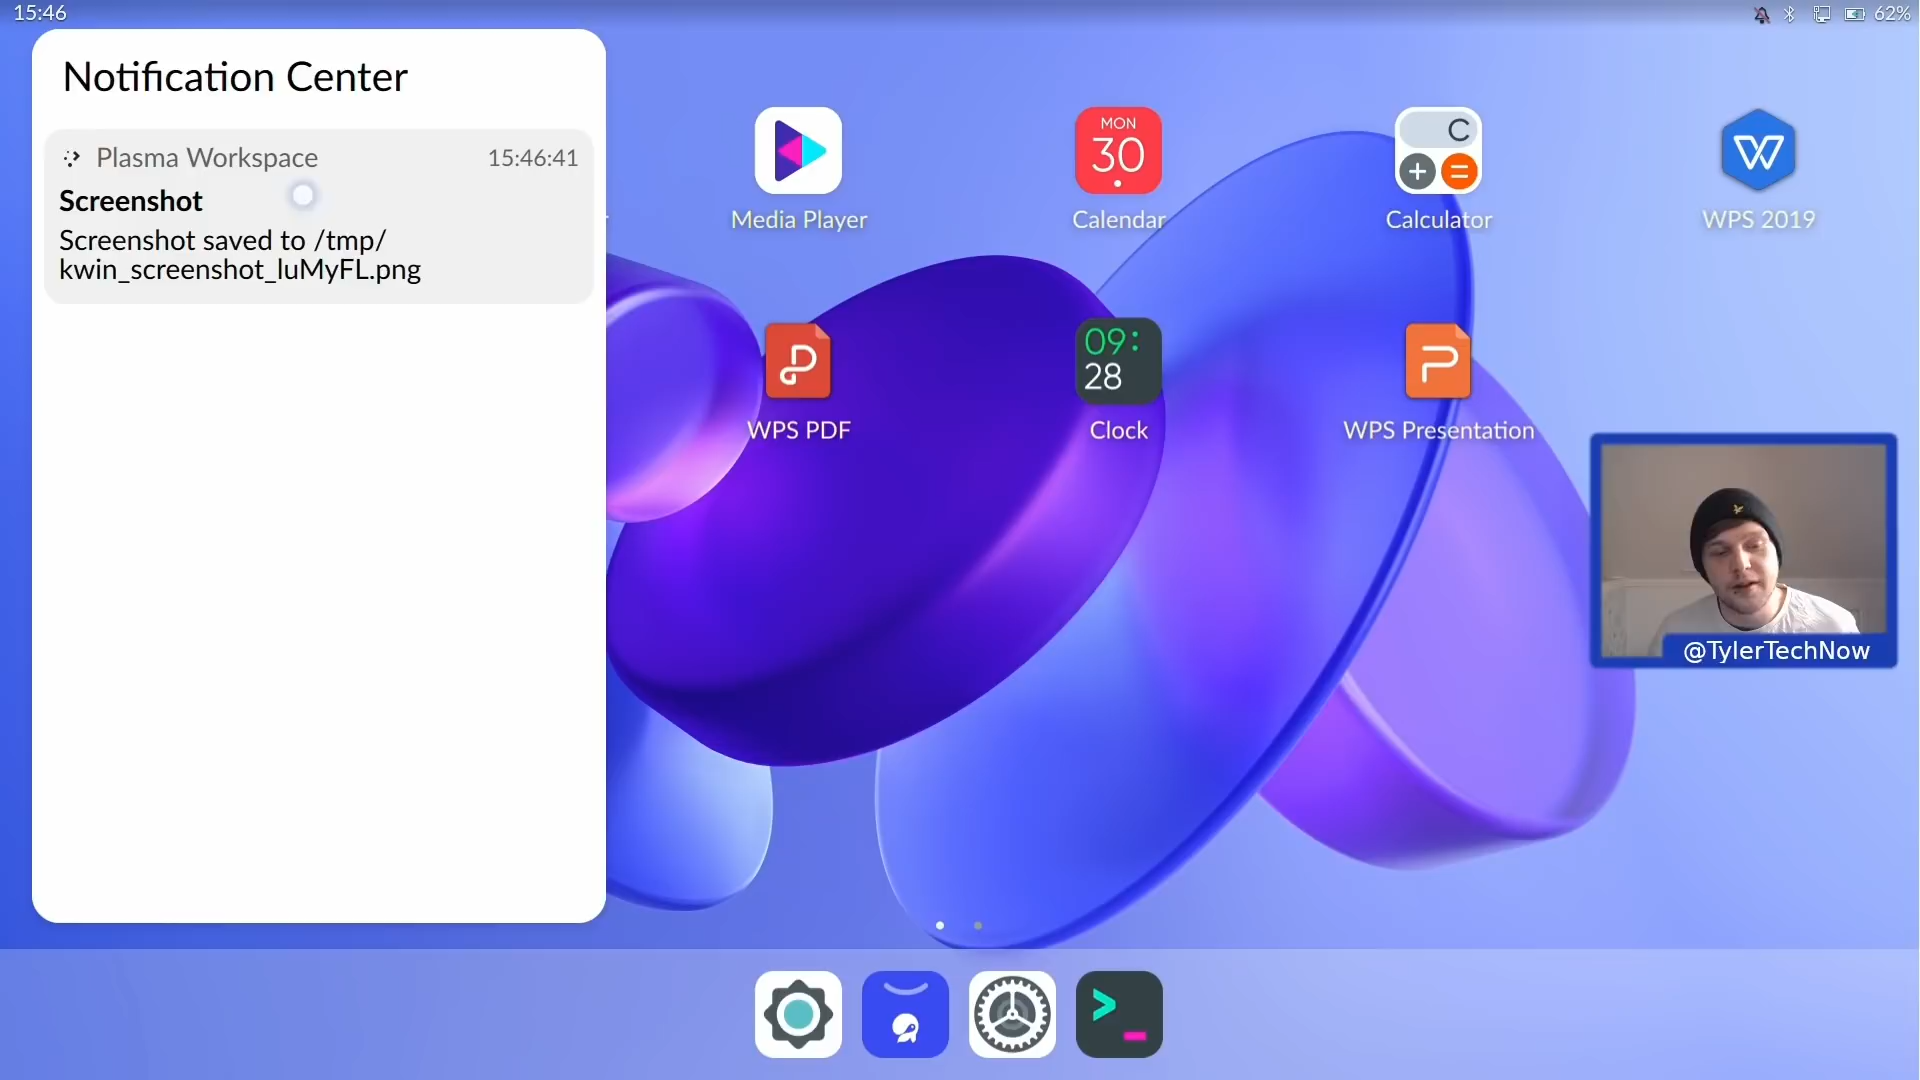 15:46
62%
Notification Center
Plasma Workspace 15:46:41
Screenshot
Screenshot saved to /tmp/
kwin_screenshot_luMyFL.png
MON
30
C
Media Player
Calendar
Calculator
WPS 2019
09:
28
WPS PDF
Clock
WPS Presentation
@TylerTechNow